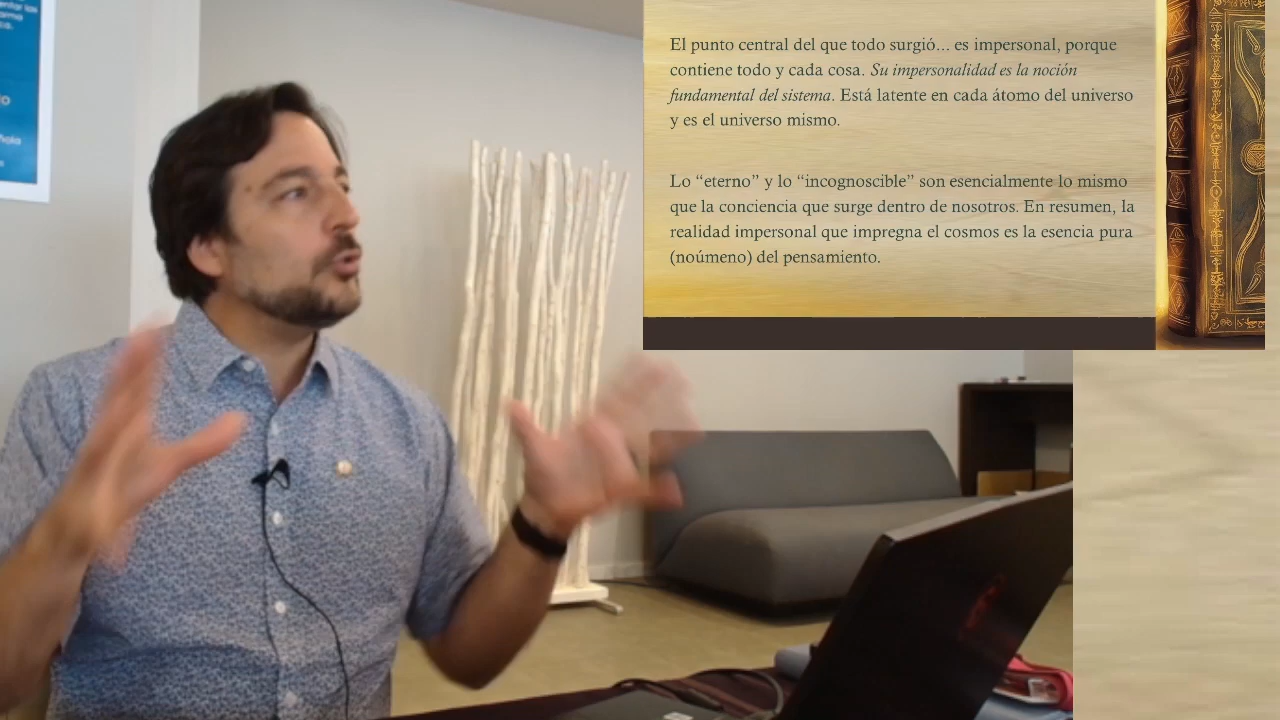 El punto central del que todo surgió... es impersonal, porque
contiene todo y cada cosa. Su impersonalidad es la noción
fundamental del sistema. Está latente en cada átomo del universo
y es el universo mismo.
Lo “eterno” y lo “incognoscible” son esencialmente lo mismo
que la conciencia que surge dentro de nosotros. En resumen, la
realidad impersonal que impregna el cosmos es la esencia pura
(noúmeno) del pensamiento.